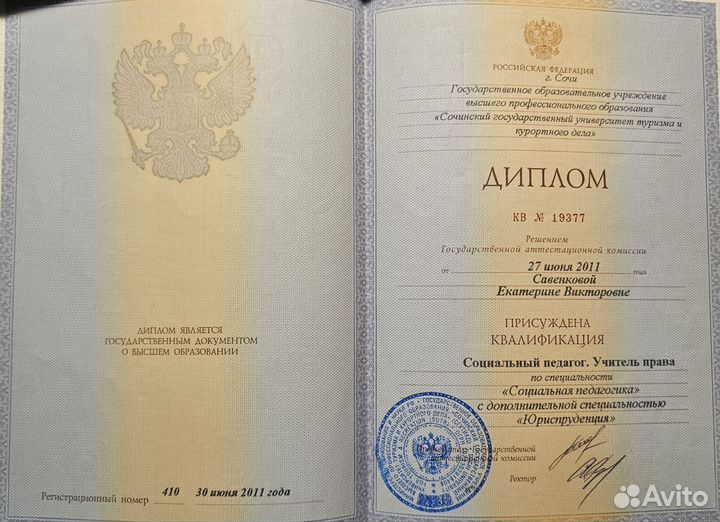 ДИПЛОМ ЯВЛЯЕТСЯ
ГОСУДАРСТВЕННЫМ ДОКУМЕНТОМ
О ВЫСШЕМ ОБРАЗОВАНИИ
Регистрационный номер 410 30 июня 2011 года
РОССИЙСКАЯ ФЕДЕРАЦИЯ
г. Сочи
Государственное образовательное учреждение
высшего профессионального образования
«Сочинский государственный университет туризма и
курортного дела»
ДИПЛОМ
КВ № 19377
Решением
Государственной аттестационной комиссии
от 27 июня 2011 года
Савенковой
Екатерине Викторовне
ПРИСУЖДЕНА
КВАЛИФИКАЦИЯ
Социальный педагог. Учитель права
по специальности
«Социальная педагогика»
с дополнительной специальностью
«Юриспруденция»
Государственной
аттестационной комиссии
Ректор
Avito